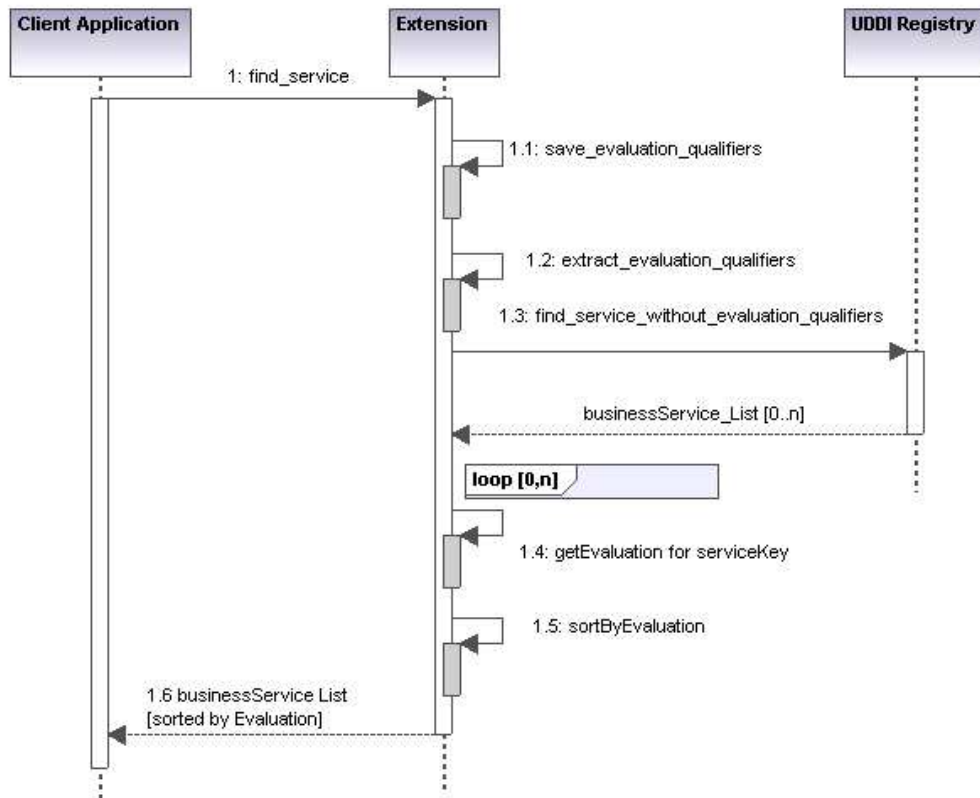 Client Application
Extension
UDDI Registry
1: find_service
1.1: save_evaluation_qualifiers
1.2: extract_evaluation_qualifiers
1.3: find_service_without_evaluation_qualifiers
businessService_List [0..n]
loop [0,n]
1.4: getEvaluation for serviceKey
1.5: sortByEvaluation
1.6 businessService List
[sorted by Evaluation]